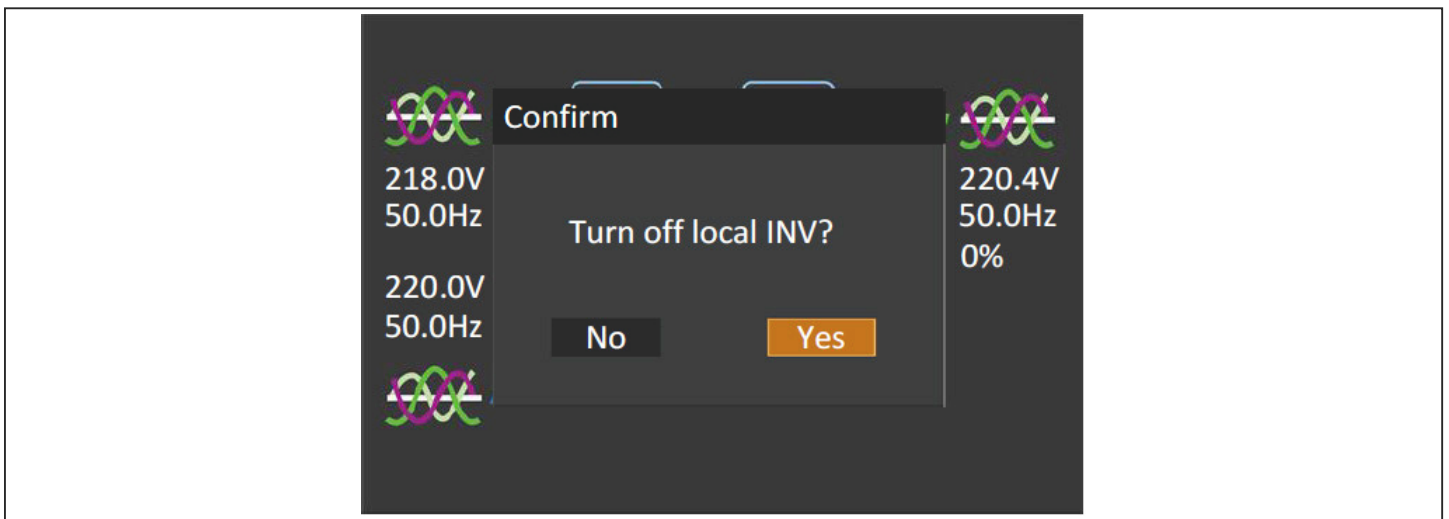 Confirm
218.0V
50.0Hz
220.0V
50.0Hz
Turn off local INV?
No
Yes
220.4V
50.0Hz
0%